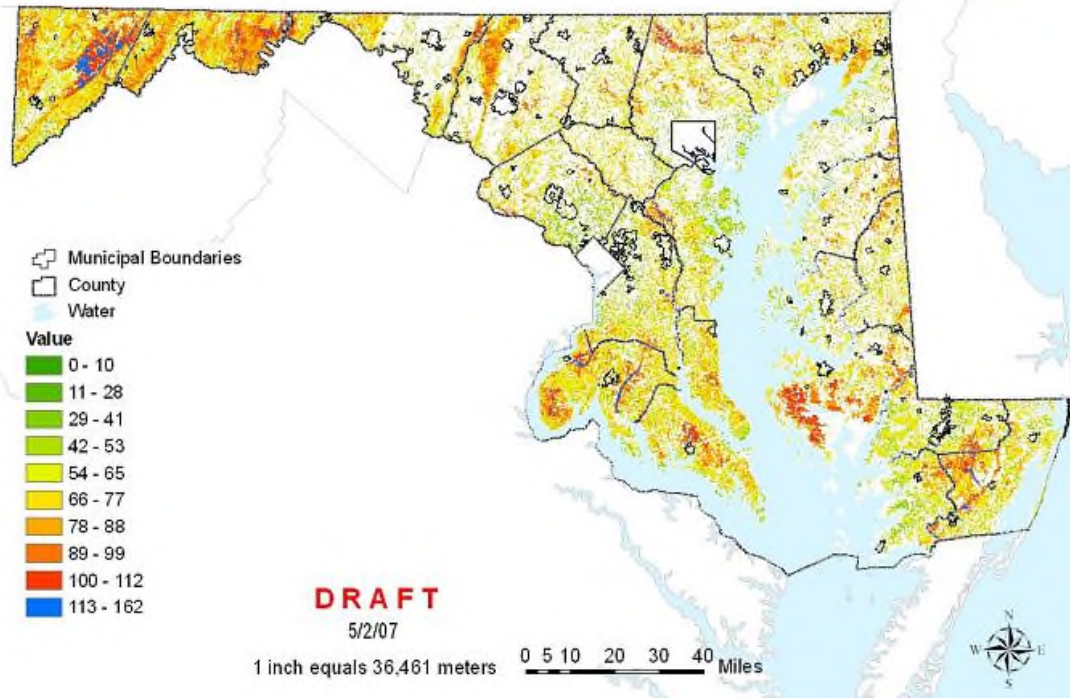 Municipal Boundaries
County
Water
Value
0 - 10
11 - 28
29 - 41
42 - 53
54 - 65
66 - 77
78 - 88
89 - 99
100 - 112
113 - 162
DRAFT
5/2/07
1 inch equals 36,461 meters
0 5 10 20 30 40 Miles
N
W E
S